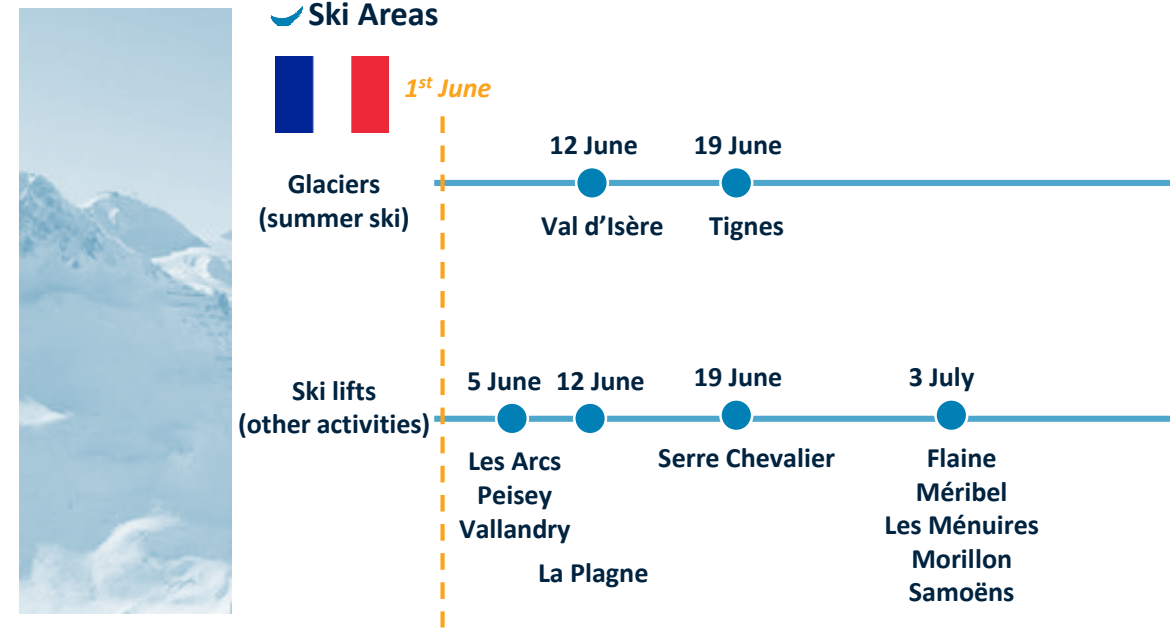 Ski Areas
1st June
12 June
19 June
Glaciers
(summer ski)
Val d’Isère
Tignes
5 June
12 June
19 June
3 July
Ski lifts
(other activities)
Les Arcs
Peisey
Vallandry
La Plagne
Serre Chevalier
Flaine
Méribel
Les Ménuires
Morillon
Samoëns